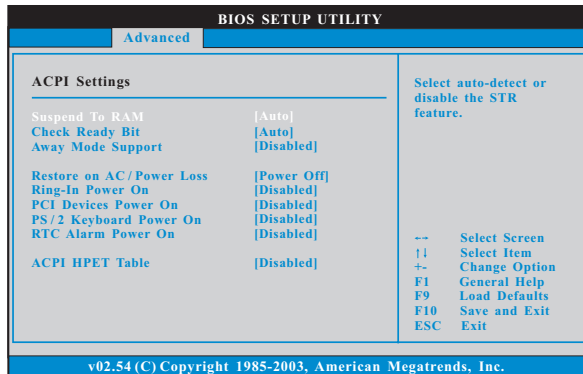 BIOS SETUP UTILITY
Advanced
ACPI Settings
Suspend To RAM [Auto]
Check Ready Bit [Auto]
Away Mode Support [Disabled]
Restore on AC / Power Loss [Power Off]
Ring-In Power On [Disabled]
PCI Devices Power On [Disabled]
PS / 2 Keyboard Power On [Disabled]
RTC Alarm Power On [Disabled]
ACPI HPET Table [Disabled]
Select auto-detect or
disable the STR
feature.
←→ Select Screen
↑↓ Select Item
+- Change Option
F1 General Help
F9 Load Defaults
F10 Save and Exit
ESC Exit
v02.54 (C) Copyright 1985-2003, American Megatrends, Inc.